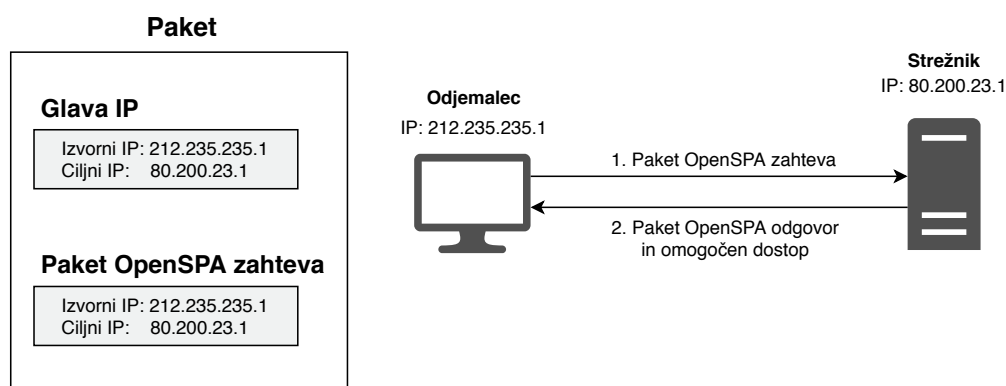 Paket
Glava IP
Izvorni IP: 212.235.235.1
Ciljni IP: 80.200.23.1
Paket OpenSPA zahteva
Izvorni IP: 212.235.235.1
Ciljni IP: 80.200.23.1
Odjemalec
IP: 212.235.235.1
1. Paket OpenSPA zahteva
2. Paket OpenSPA odgovor
in omogočen dostop
Strežnik
IP: 80.200.23.1